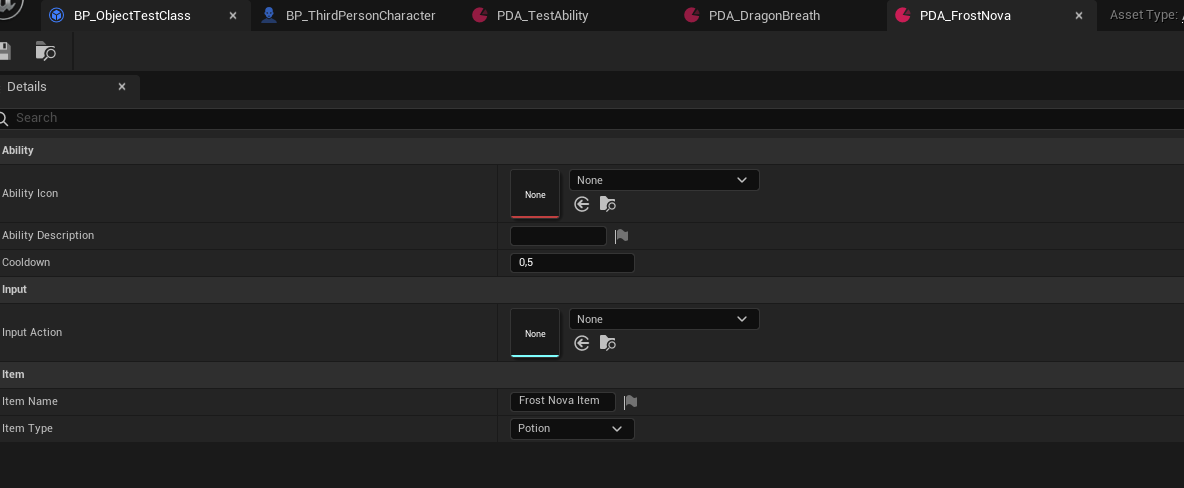 BP_ObjectTestClass BP_ThirdPersonCharacter PDA_TestAbility PDA_DragonBreath PDA_FrostNova Asset Type:
Details
Search
Ability
Ability Icon None None
Ability Description
Cooldown 0,5
Input
Input Action None None
Item
Item Name Frost Nova Item
Item Type Potion